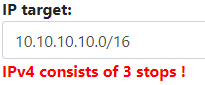 IP target:
10.10.10.10.0/16
IPv4 consists of 3 stops !